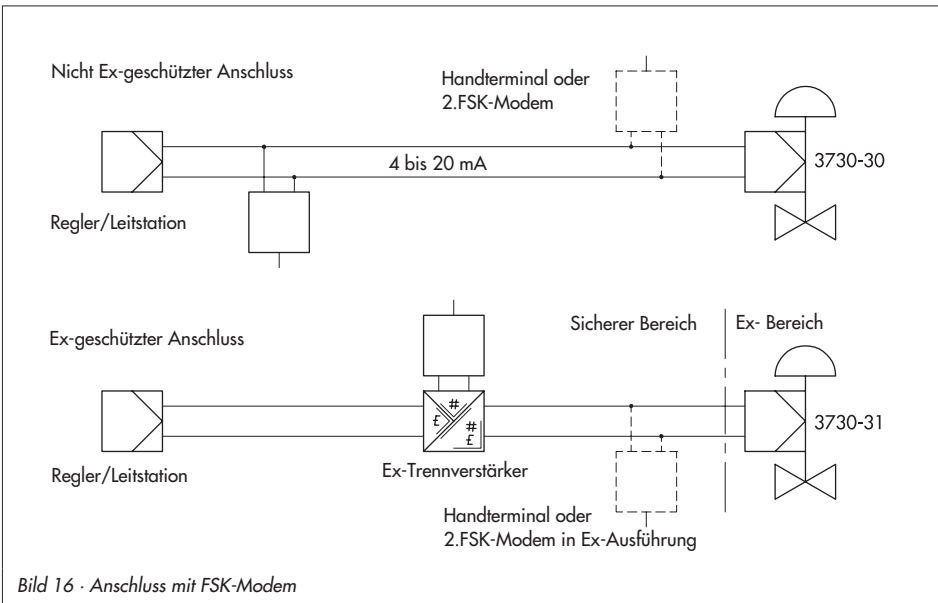 Nicht Ex-geschützter Anschluss
Handterminal oder
2.FSK-Modem
4 bis 20 mA
3730-30
Regler/Leitstation
Ex-geschützter Anschluss
Sicherer Bereich
Ex- Bereich
#
£
#
£
3730-31
Regler/Leitstation
Ex-Trennverstärker
Handterminal oder
2.FSK-Modem in Ex-Ausführung
Bild 16 · Anschluss mit FSK-Modem